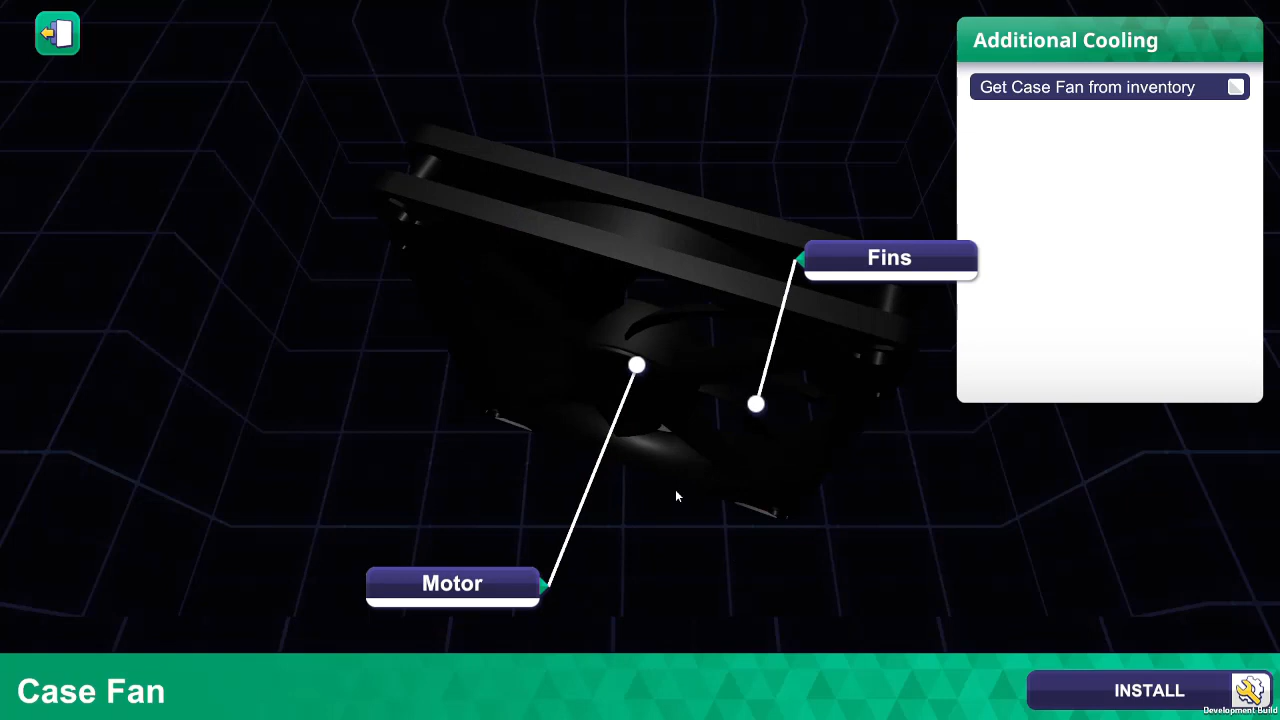 Additional Cooling
Get Case Fan from inventory
Fins
Motor
Case Fan
INSTALL
Development Build